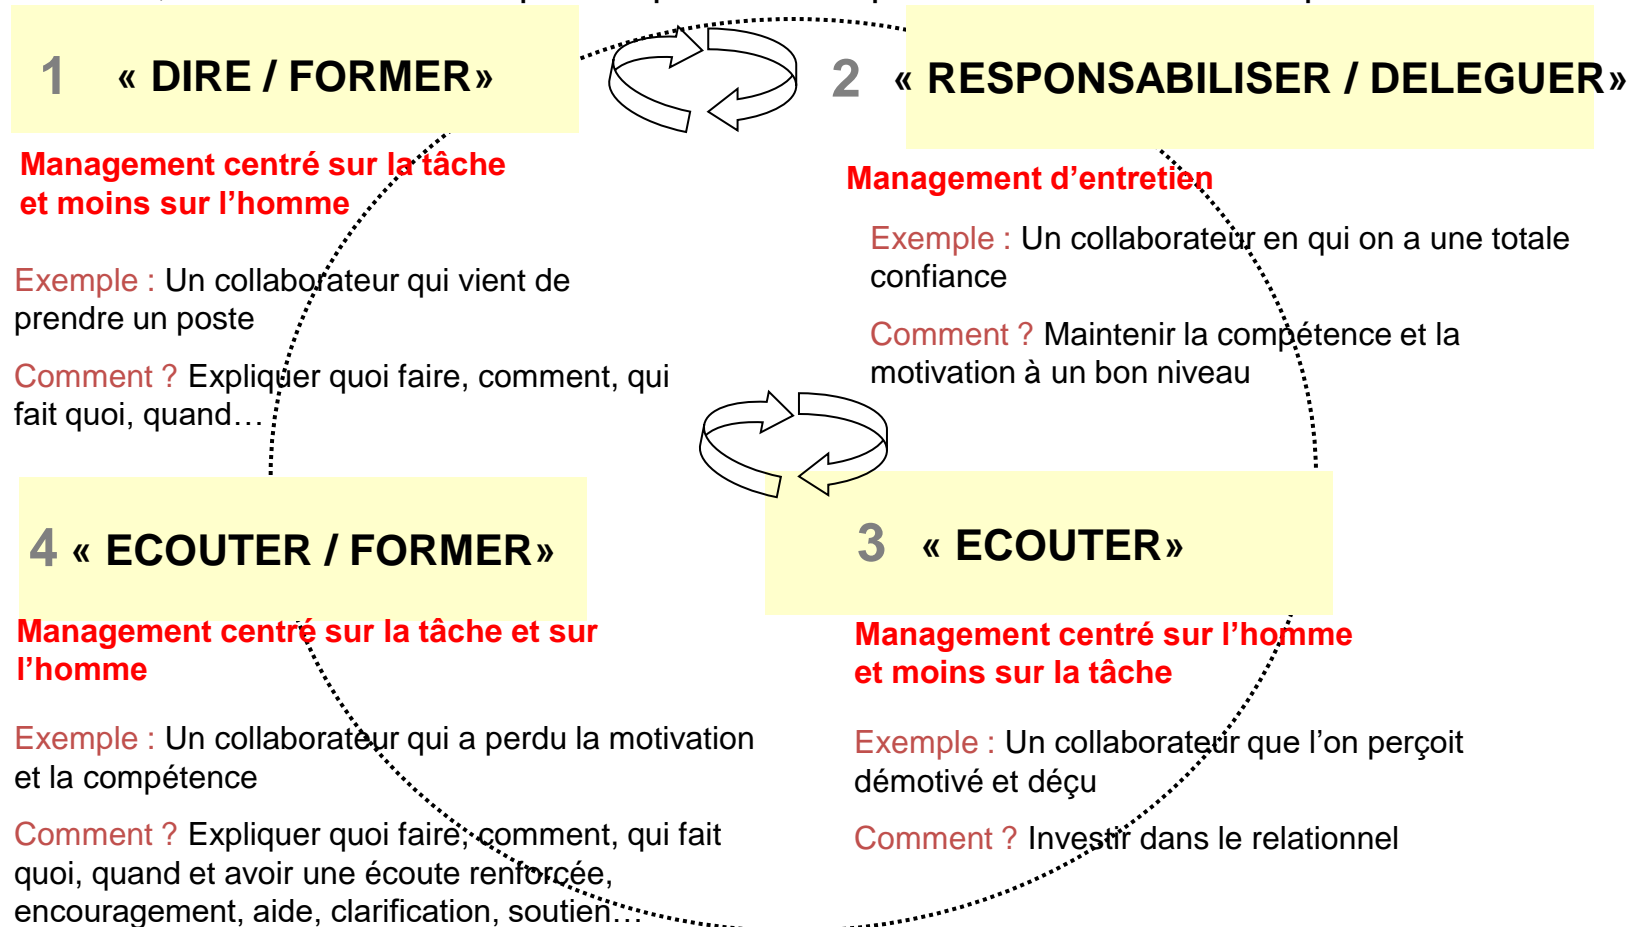 1 « DIRE / FORMER»
Management centré sur la tâche
et moins sur l’homme
Exemple : Un collaborateur qui vient de
prendre un poste
Comment ? Expliquer quoi faire, comment, qui
fait quoi, quand…
2 « RESPONSABILISER / DELEGUER»
Management d’entretien
Exemple : Un collaborateur en qui on a une totale
confiance
Comment ? Maintenir la compétence et la
motivation à un bon niveau
4 « ECOUTER / FORMER»
Management centré sur la tâche et sur
l’homme
Exemple : Un collaborateur qui a perdu la motivation
et la compétence
Comment ? Expliquer quoi faire, comment, qui fait
quoi, quand et avoir une écoute renforcée,
encouragement, aide, clarification, soutien…
3 « ECOUTER»
Management centré sur l’homme
et moins sur la tâche
Exemple : Un collaborateur que l’on perçoit
démotivé et déçu
Comment ? Investir dans le relationnel